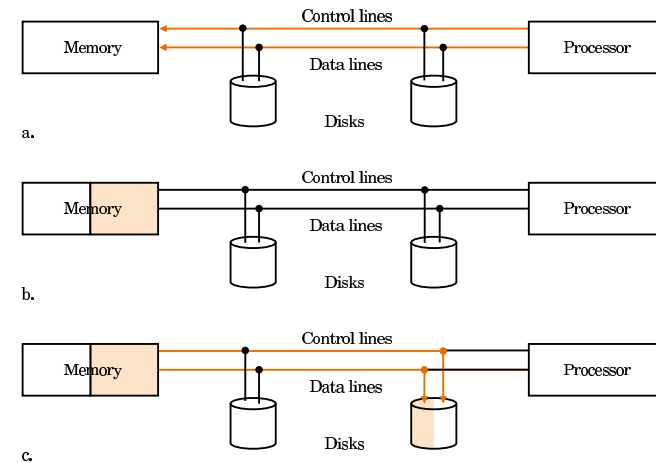 Control lines
Memory
Processor
Data lines
Disks
a.
Control lines
Memory
Processor
Data lines
Disks
b.
Control lines
Memory
Processor
Data lines
Disks
c.